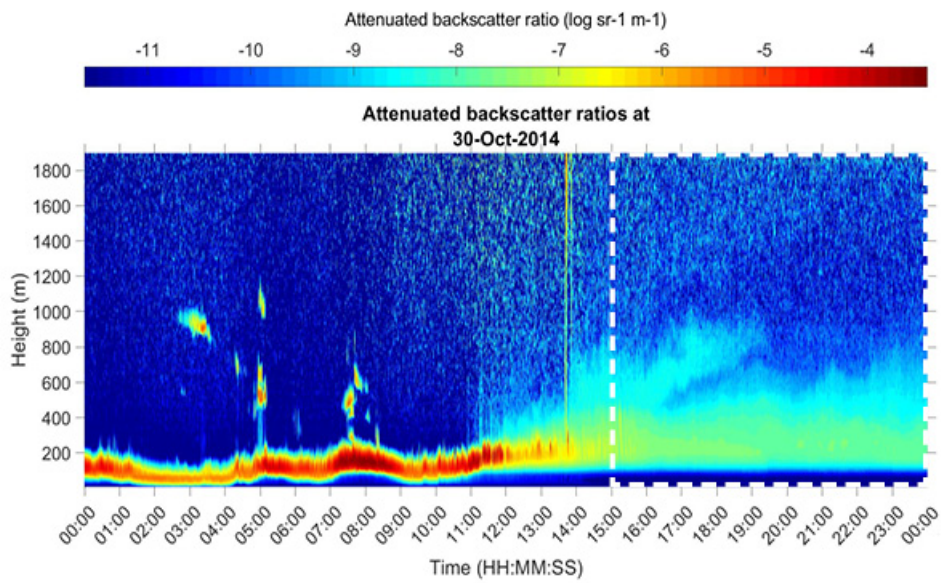 Attenuated backscatter ratio (log sr-1 m-1)
-11 -10 -9 -8 -7 -6 -5 -4
Attenuated backscatter ratios at
30-Oct-2014
1800
1600
1400
1200
1000
800
600
400
200
Height (m)
00:00 01:00 02:00 03:00 04:00 05:00 06:00 07:00 08:00 09:00 10:00 11:00 12:00 13:00 14:00 15:00 16:00 17:00 18:00 19:00 20:00 21:00 22:00 23:00 00:00
Time (HH:MM:SS)